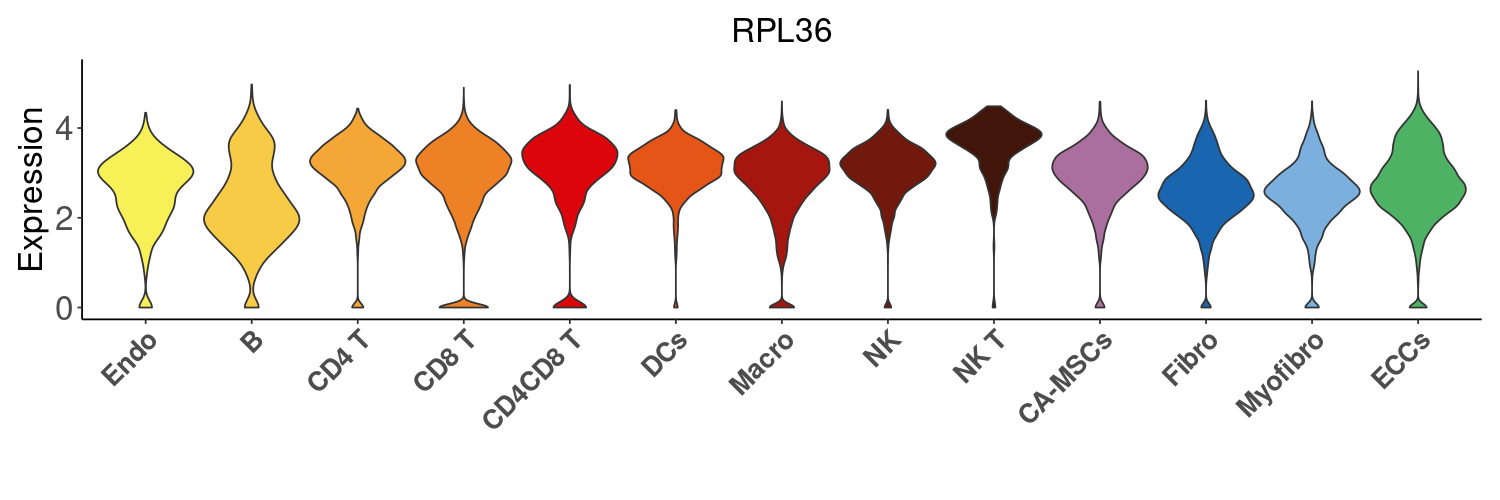 RPL36
Expression
4
2
0
Endo
B
CD4 T
CD8 T
CD4CD8 T
DCs
Macro
NK
NK T
CA-MSCs
Fibro
Myofibro
ECCs